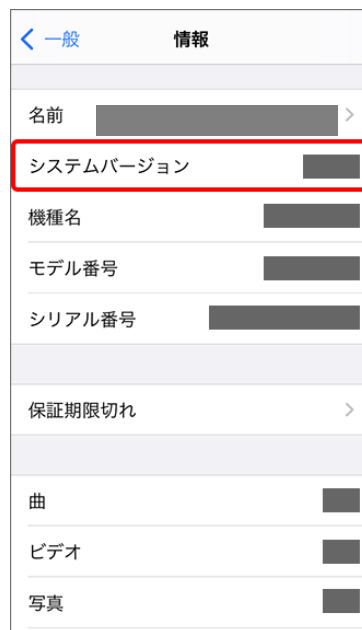 一般 情報
名前
システムバージョン
機種名
モデル番号
シリアル番号
保証期限切れ
曲
ビデオ
写真